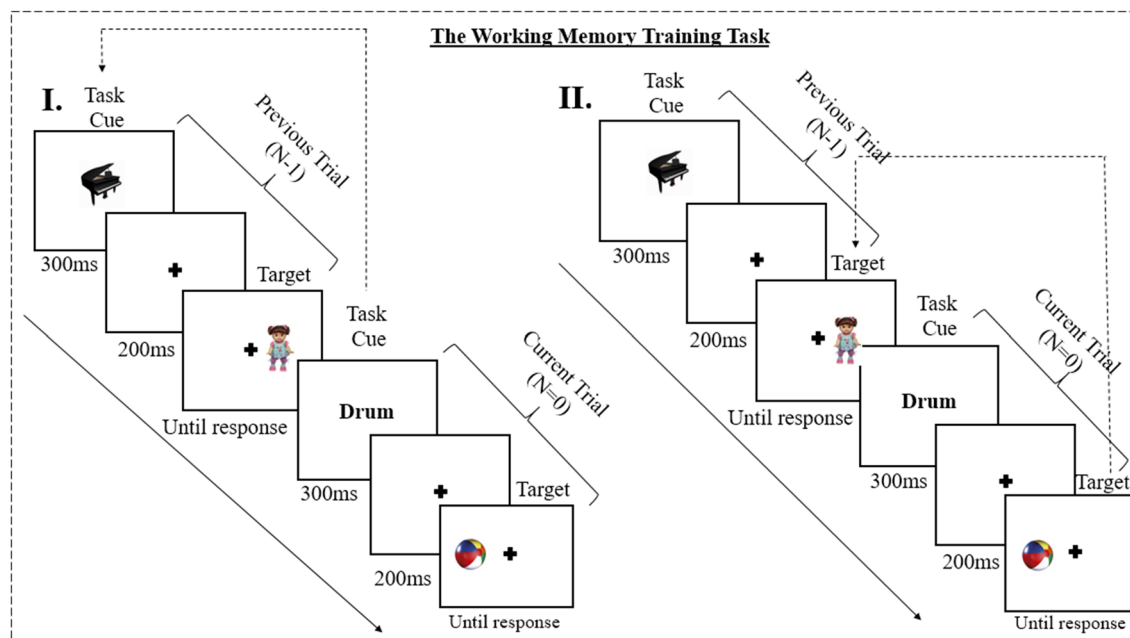 The Working Memory Training Task
I.
Task
Cue
Previous Trial
(N-1)
300ms
200ms
Target
Until response
Task
Cue
Drum
Current Trial
(N=0)
300ms
200ms
Target
Until response
II.
Task
Cue
Previous Trial
(N-1)
300ms
200ms
Target
Until response
Task
Cue
Drum
Current Trial
(N=0)
300ms
200ms
Target
Until response